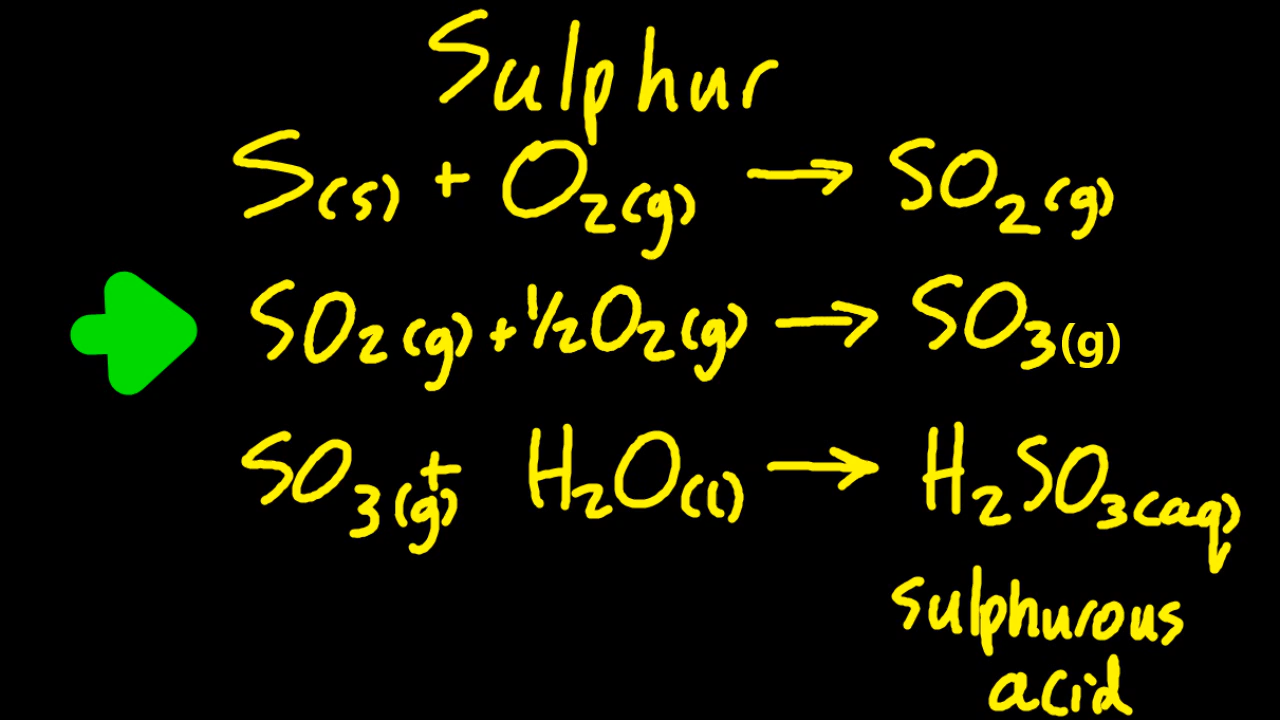 Sulphur
S(s) + O₂(g) → SO₂(g)
SO₂(g) + ½O₂(g) → SO₃(g)
SO₃(g) + H₂O(l) → H₂SO₃(aq)
sulphurous
acid